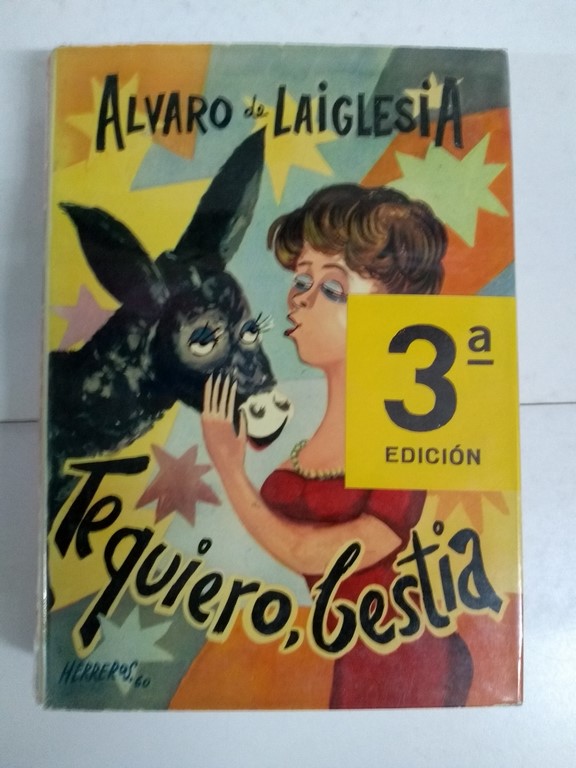 ALVARO de LAiGLESiA
3ª
EDICIÓN
Te quiero, bestia
HERREROS. 60